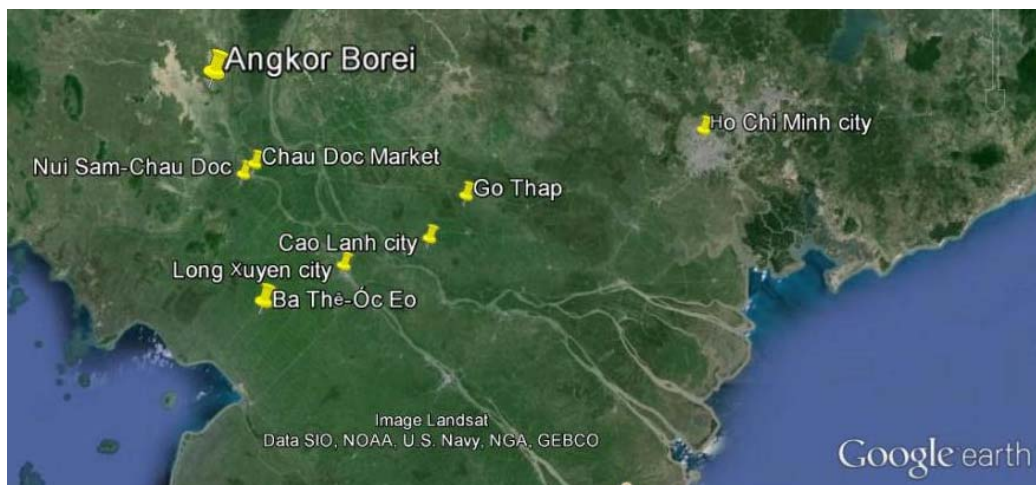 Angkor Borei
Ho Chi Minh city
Chau Doc Market
Nui Sam-Chau Doc
Go Thap
Cao Lanh city
Long Xuyen city
Ba Thê-Óc Eo
Image Landsat
Data SIO, NOAA, U.S. Navy, NGA, GEBCO
Google earth